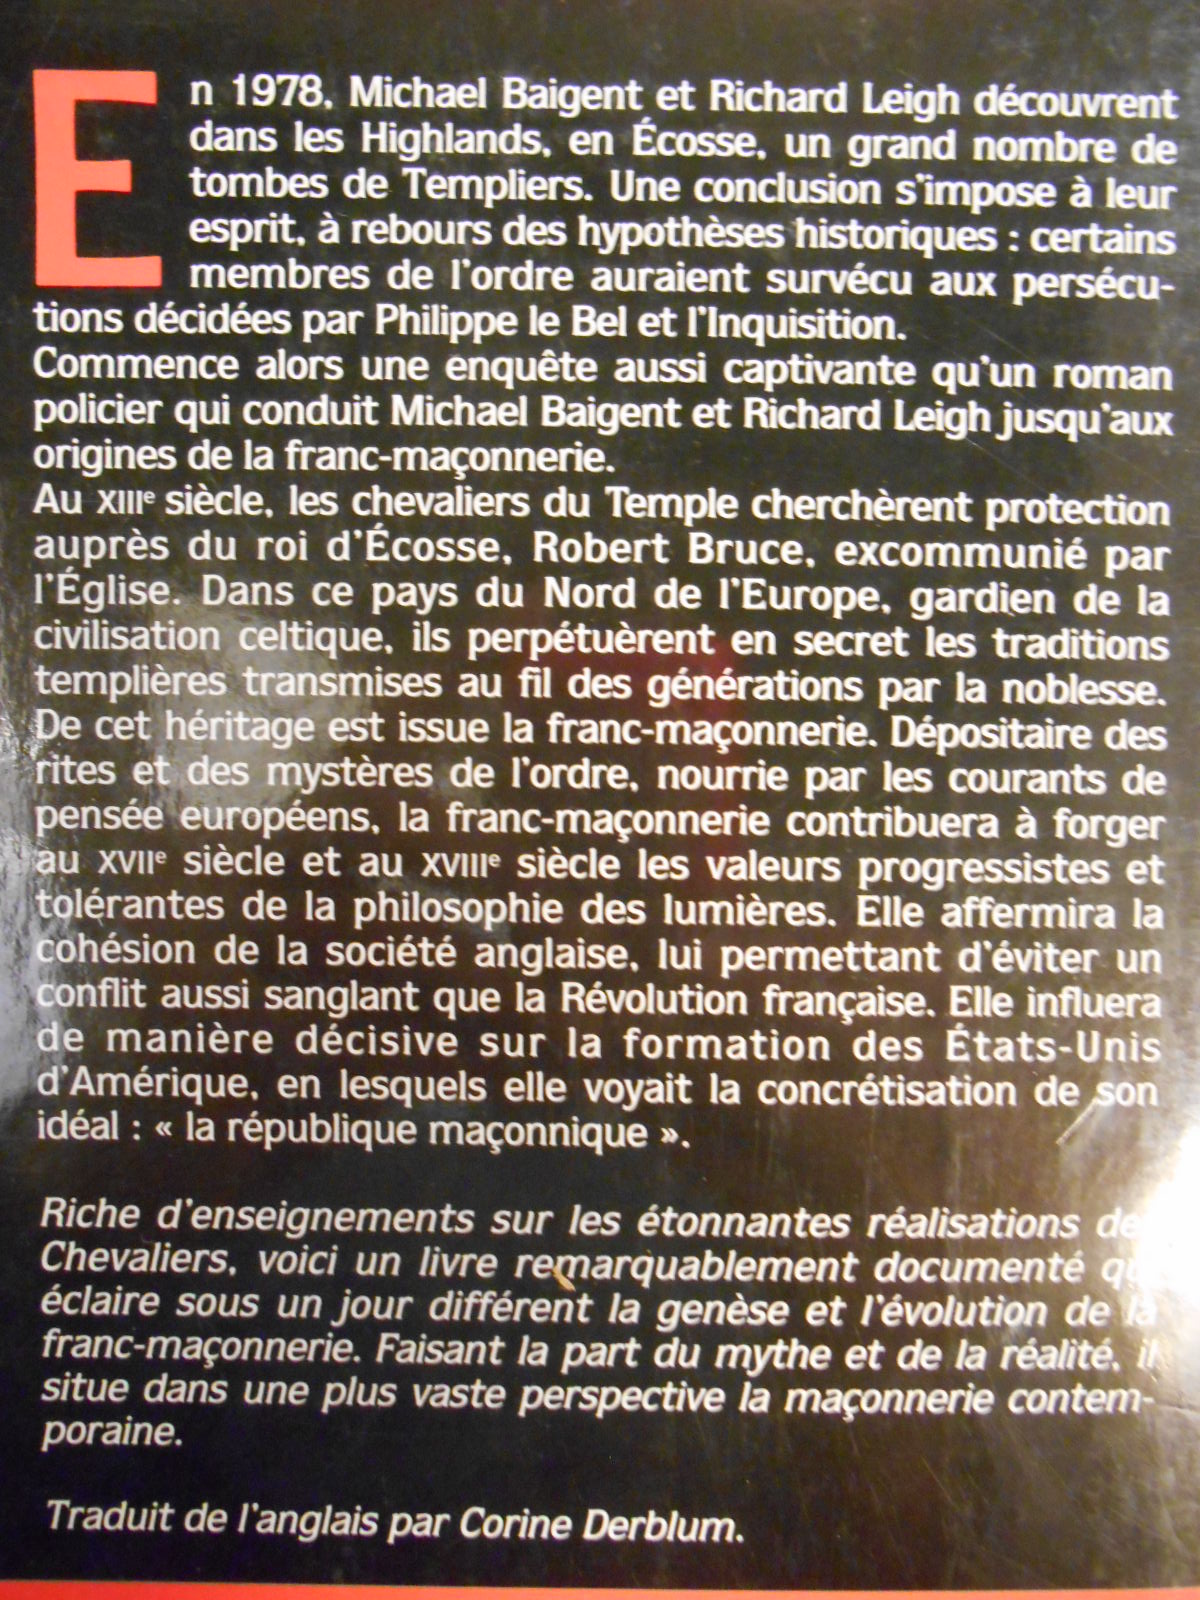 En 1978, Michael Baigent et Richard Leigh découvrent
dans les Highlands, en Écosse, un grand nombre de
tombes de Templiers. Une conclusion s'impose à leur
esprit, à rebours des hypothèses historiques : certains
membres de l'ordre auraient survécu aux persécu-
tions décidées par Philippe le Bel et l'Inquisition.
Commence alors une enquête aussi captivante qu'un roman
policier qui conduit Michael Baigent et Richard Leigh jusqu'aux
origines de la franc-maçonnerie.
Au XIIIe siècle, les chevaliers du Temple cherchèrent protection
auprès du roi d'Écosse, Robert Bruce, excommunié par
l'Église. Dans ce pays du Nord de l'Europe, gardien de la
civilisation celtique, ils perpétuèrent en secret les traditions
templières transmises au fil des générations par la noblesse.
De cet héritage est issue la franc-maçonnerie. Dépositaire des
rites et des mystères de l'ordre, nourrie par les courants de
pensée européens, la franc-maçonnerie contribuera à forger
au XVIIe siècle et au XVIIIe siècle les valeurs progressistes et
tolérantes de la philosophie des lumières. Elle affermira la
cohésion de la société anglaise, lui permettant d'éviter un
conflit aussi sanglant que la Révolution française. Elle influera
de manière décisive sur la formation des États-Unis
d'Amérique, en lesquels elle voyait la concrétisation de son
idéal : « la république maçonnique ».
Riche d'enseignements sur les étonnantes réalisations
Chevaliers, voici un livre remarquablement documenté
éclaire sous un jour différent la genèse et l'évolution de la
franc-maçonnerie. Faisant la part du mythe et de la réalité, il
situe dans une plus vaste perspective la maçonnerie contem-
poraine.
Traduit de l'anglais par Corine Derblum.